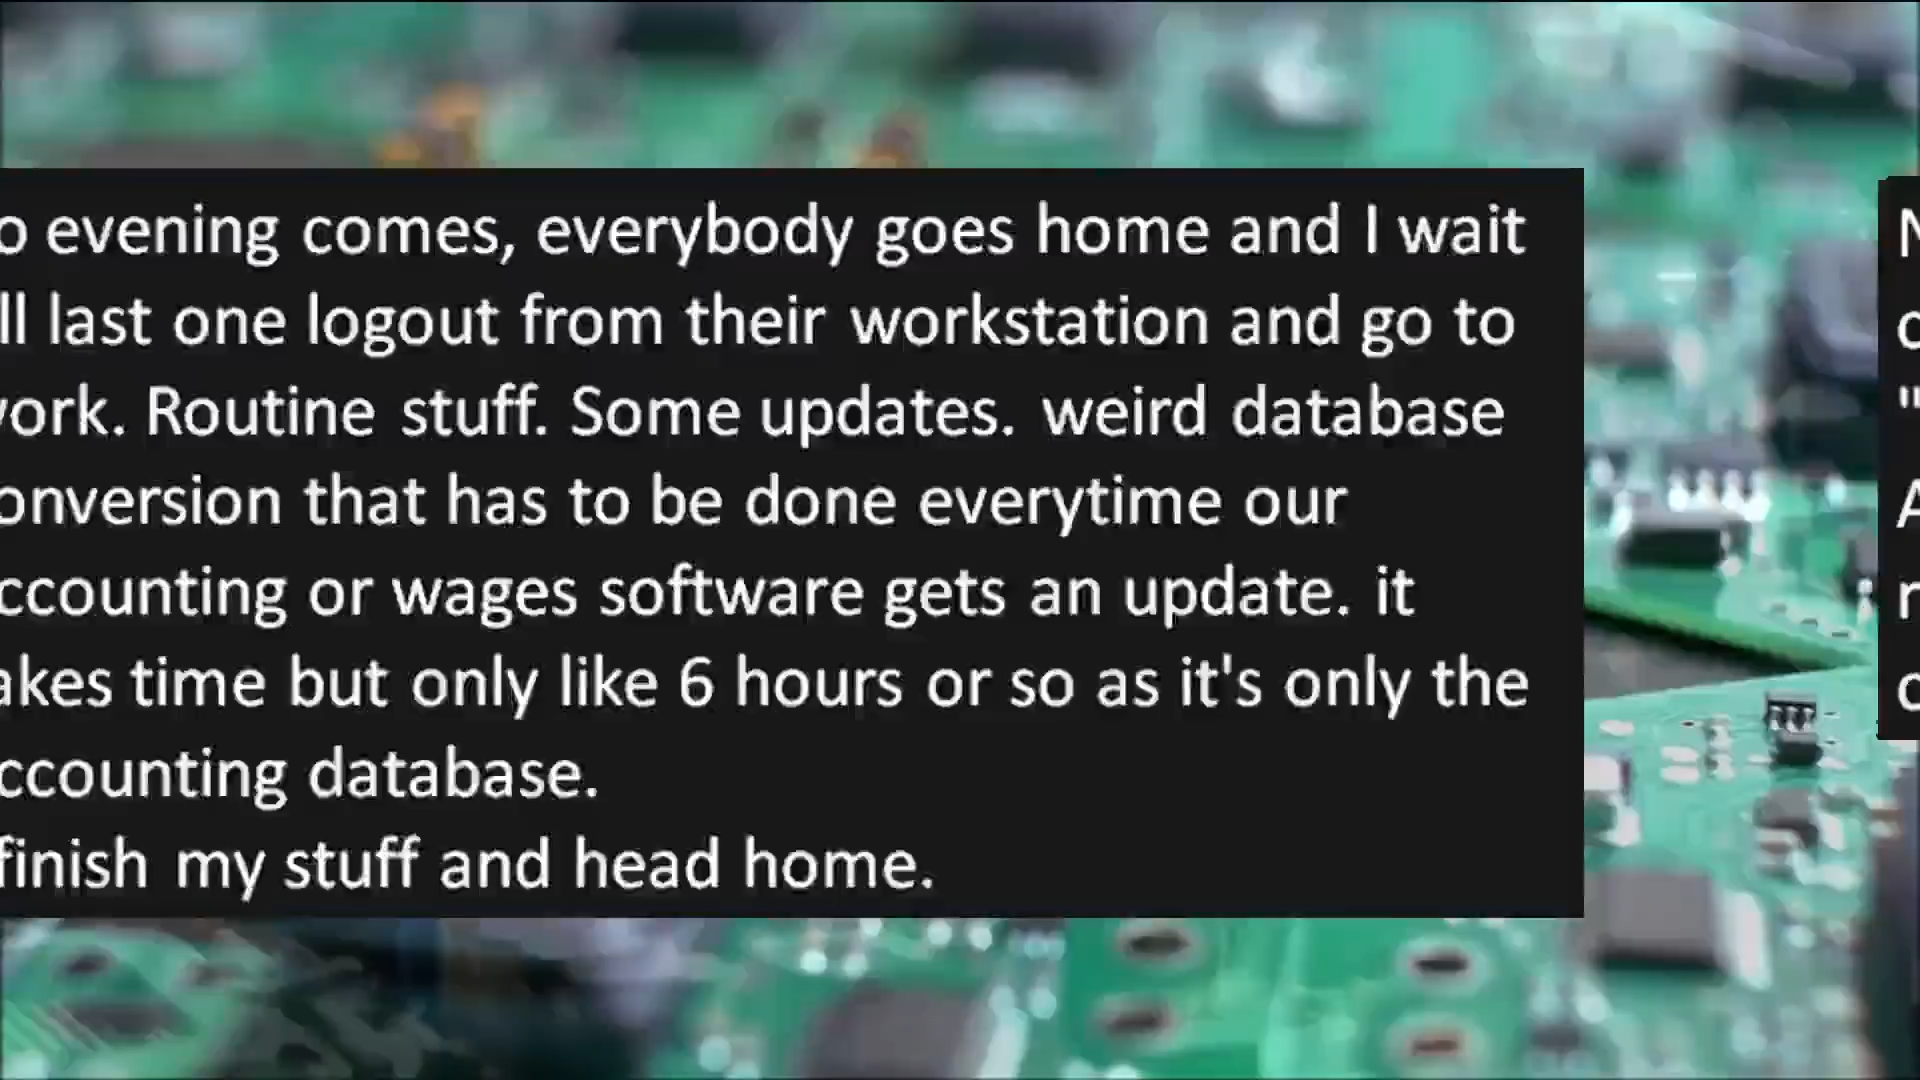 o evening comes, everybody goes home and I wait
ll last one logout from their workstation and go to
ork. Routine stuff. Some updates. weird database
onversion that has to be done everytime our
ccounting or wages software gets an update. it
akes time but only like 6 hours or so as it's only the
ccounting database.
finish my stuff and head home.